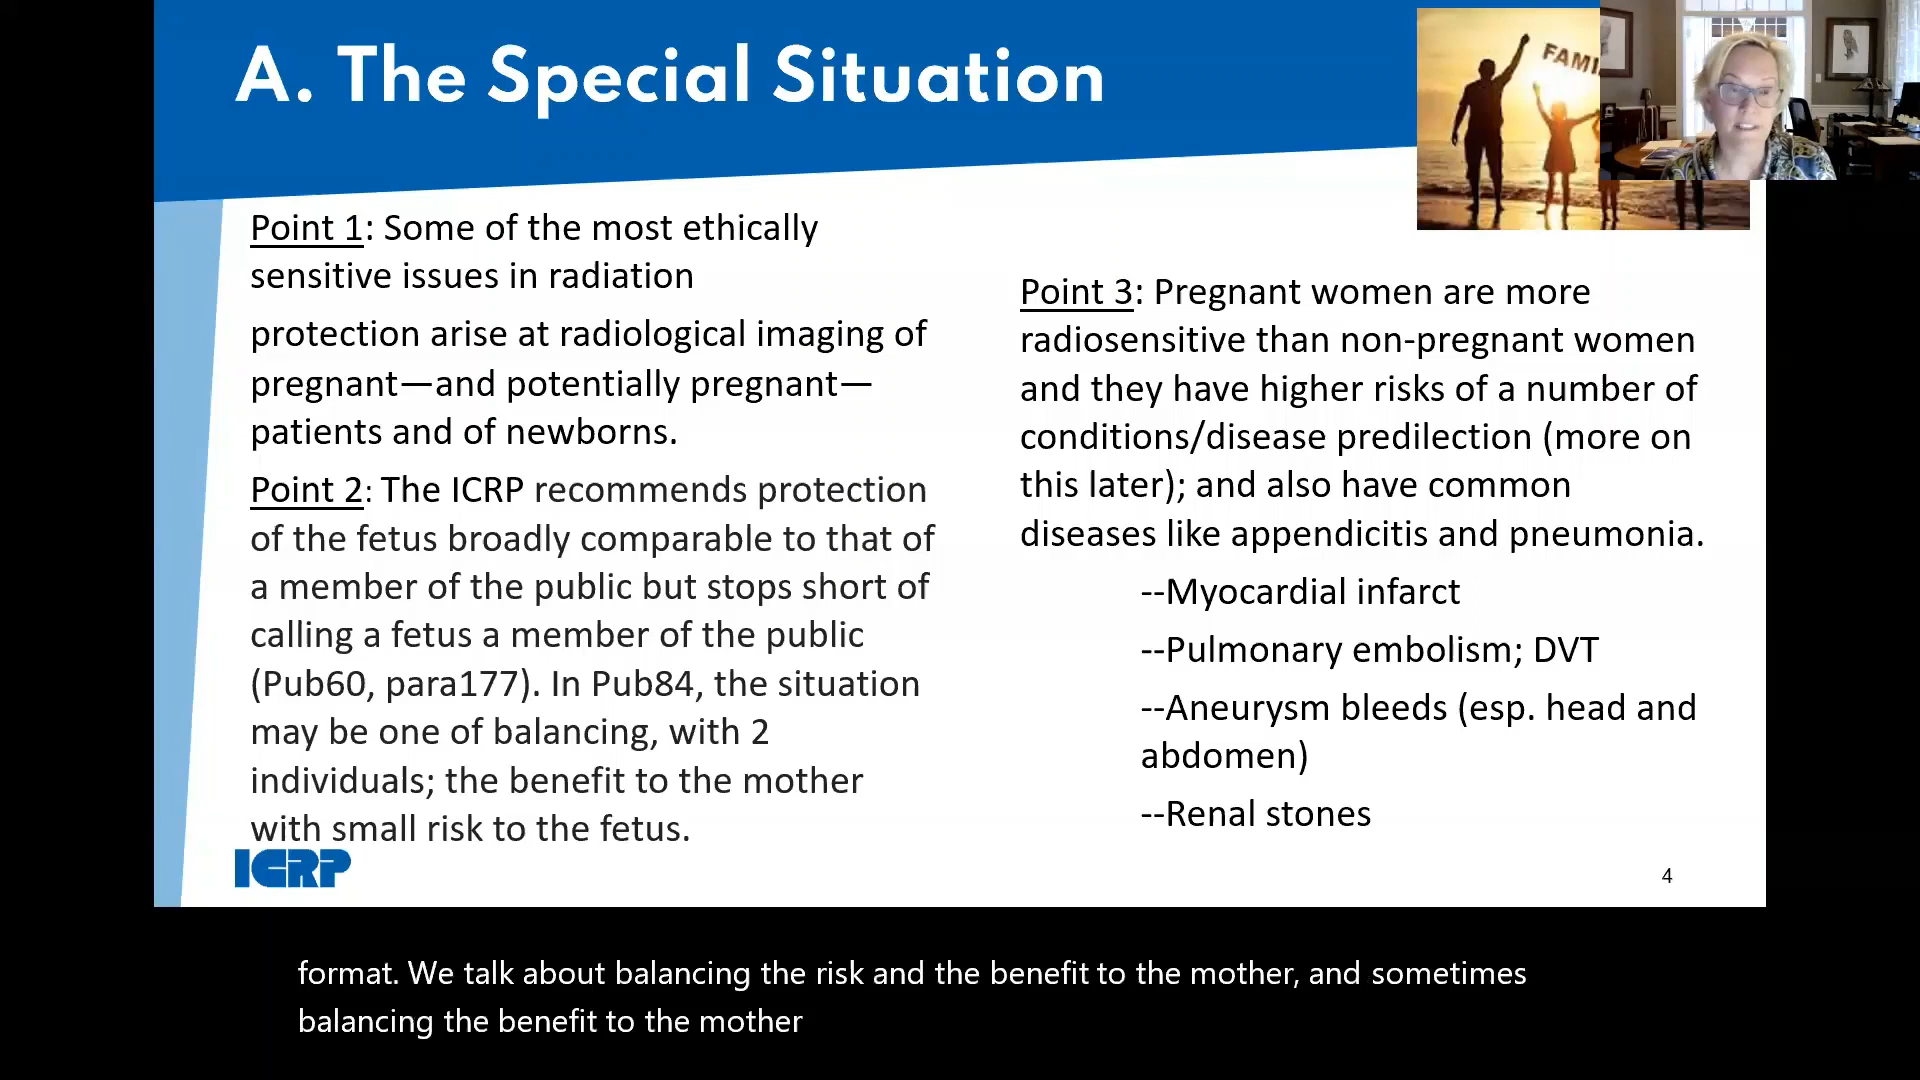 A. The Special Situation
FAMI
Point 1: Some of the most ethically
sensitive issues in radiation
protection arise at radiological imaging of
pregnant—and potentially pregnant—
patients and of newborns.
Point 2: The ICRP recommends protection
of the fetus broadly comparable to that of
a member of the public but stops short of
calling a fetus a member of the public
(Pub60, para177). In Pub84, the situation
may be one of balancing, with 2
individuals; the benefit to the mother
with small risk to the fetus.
Point 3: Pregnant women are more
radiosensitive than non-pregnant women
and they have higher risks of a number of
conditions/disease predilection (more on
this later); and also have common
diseases like appendicitis and pneumonia.
--Myocardial infarct
--Pulmonary embolism; DVT
--Aneurysm bleeds (esp. head and
abdomen)
--Renal stones
ICRP
4
format. We talk about balancing the risk and the benefit to the mother, and sometimes
balancing the benefit to the mother